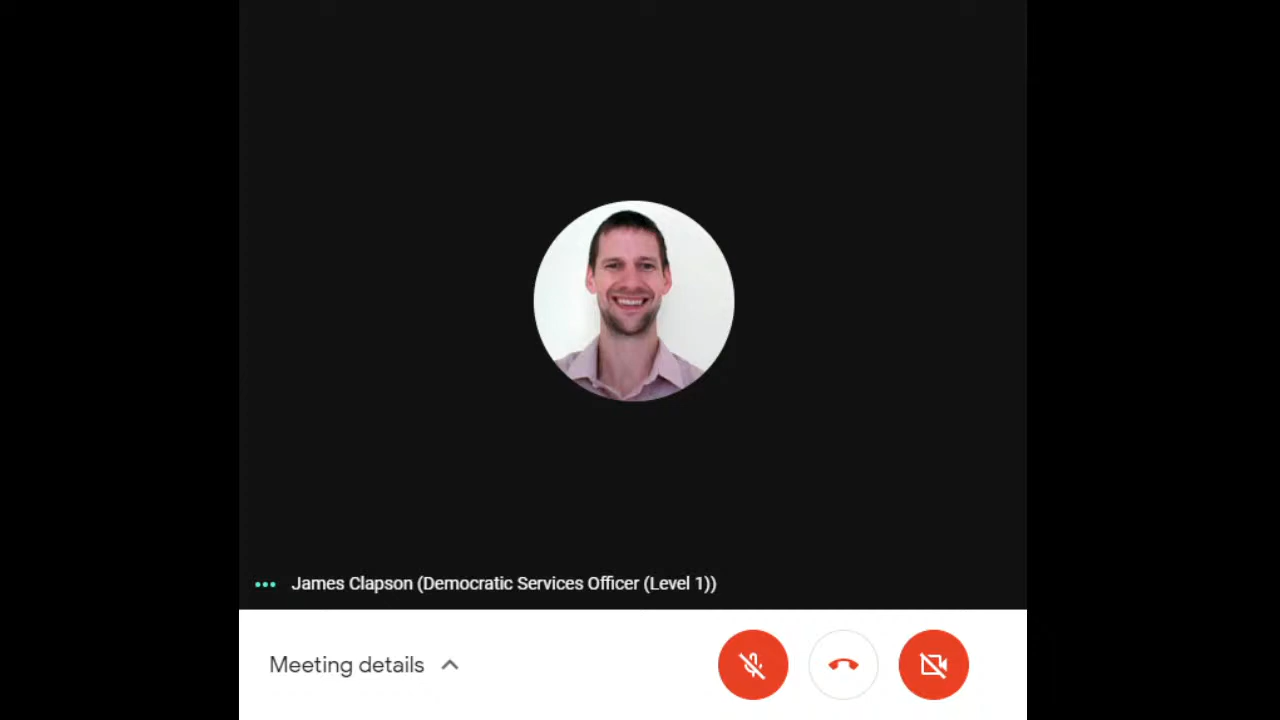 James Clapson (Democratic Services Officer (Level 1))
Meeting details